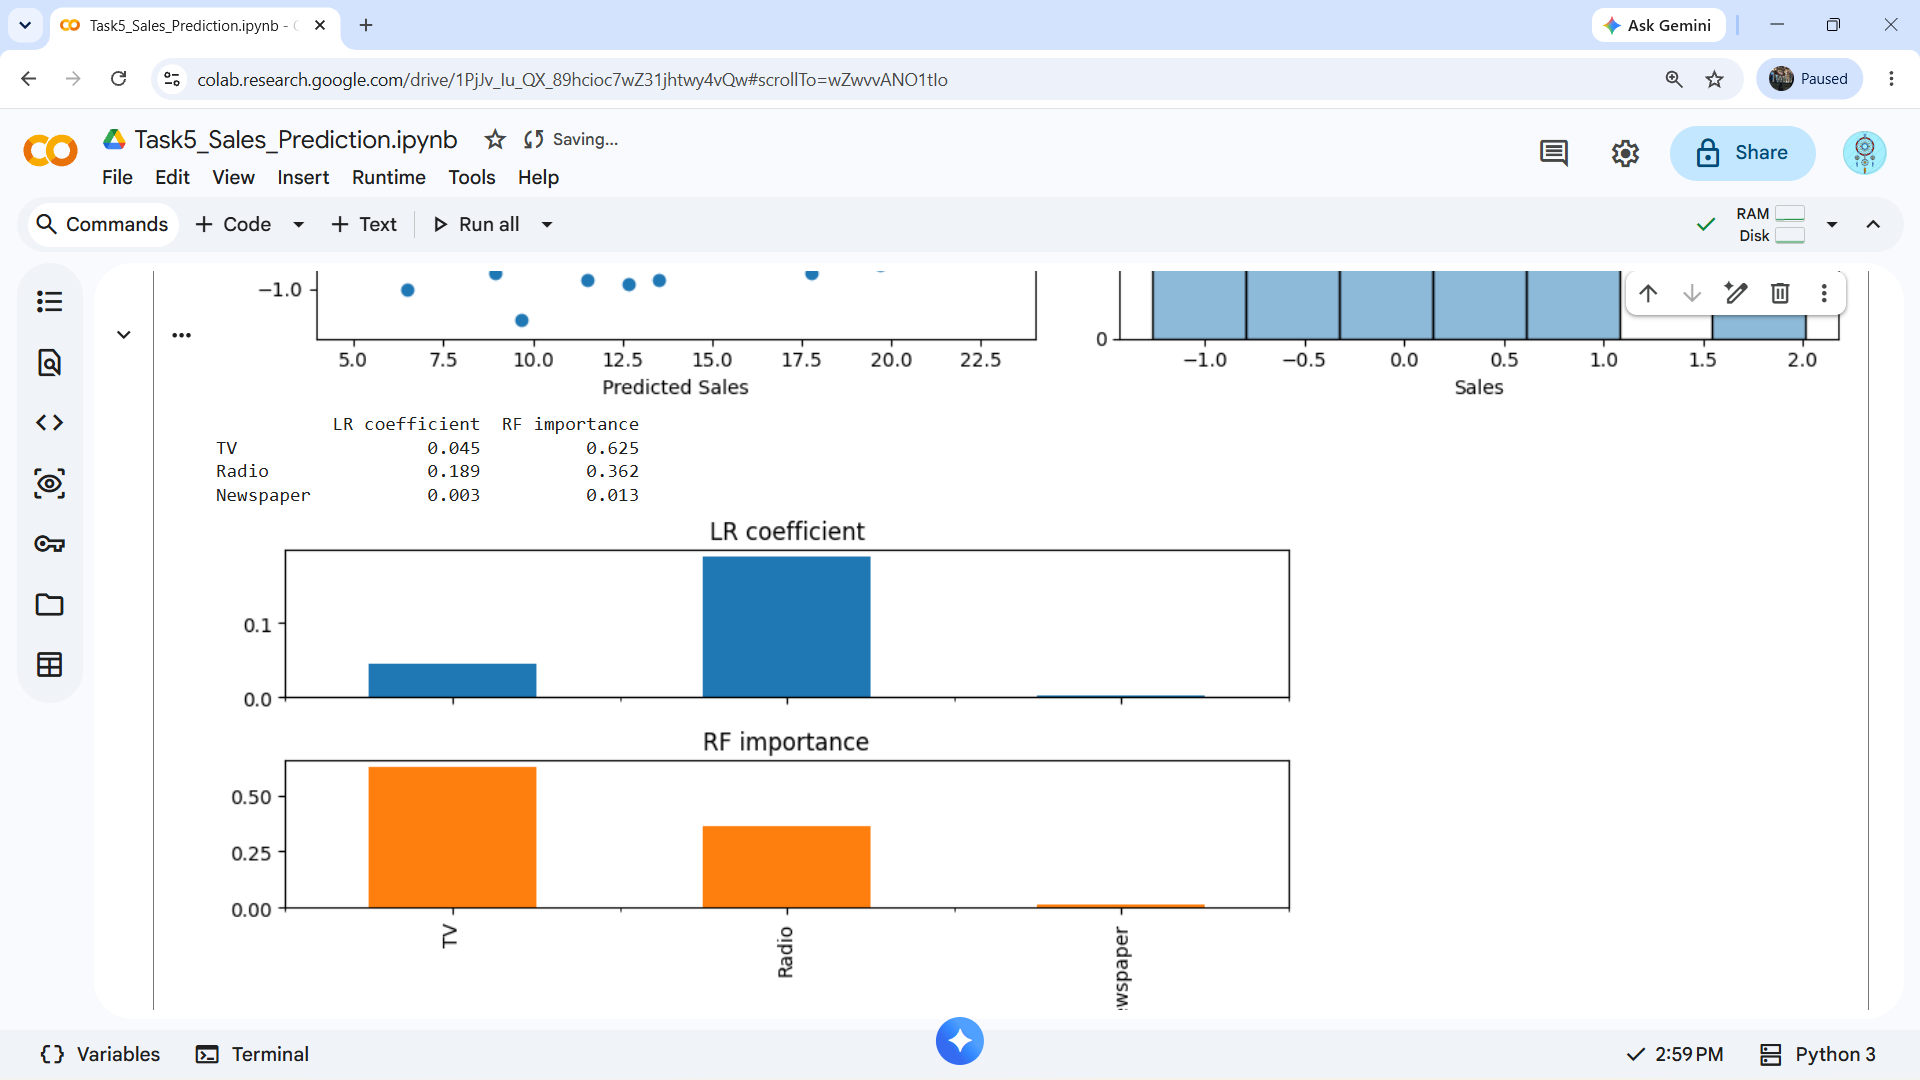 Task5_Sales_Prediction.ipynb -
Ask Gemini
colab.research.google.com/drive/1PjJv_Iu_QX_89hcioc7wZ31jhtwy4vQw#scrollTo=wZwvvANO1tIo
Paused
Task5_Sales_Prediction.ipynb Saving...
File Edit View Insert Runtime Tools Help
Share
Commands + Code + Text Run all
RAM
Disk
−1.0
5.0 7.5 10.0 12.5 15.0 17.5 20.0 22.5
Predicted Sales
0
−1.0 −0.5 0.0 0.5 1.0 1.5 2.0
Sales
LR coefficient RF importance
TV 0.045 0.625
Radio 0.189 0.362
Newspaper 0.003 0.013
LR coefficient
0.1
0.0
RF importance
0.50
0.25
0.00
TV
Radio
wspaper
Variables Terminal
2:59 PM Python 3